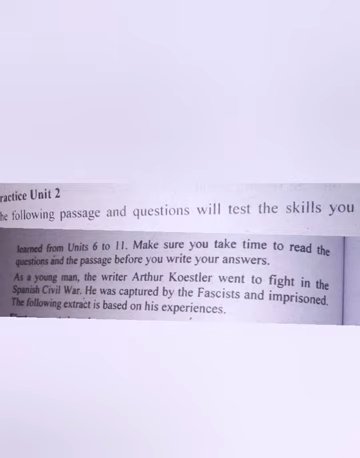 ractice Unit 2
he following passage and questions will test the skills you
learned from Units 6 to 11. Make sure you take time to read the
questions and the passage before you write your answers.
As a young man, the writer Arthur Koestler went to fight in the
Spanish Civil War. He was captured by the Fascists and imprisoned.
The following extract is based on his experiences.